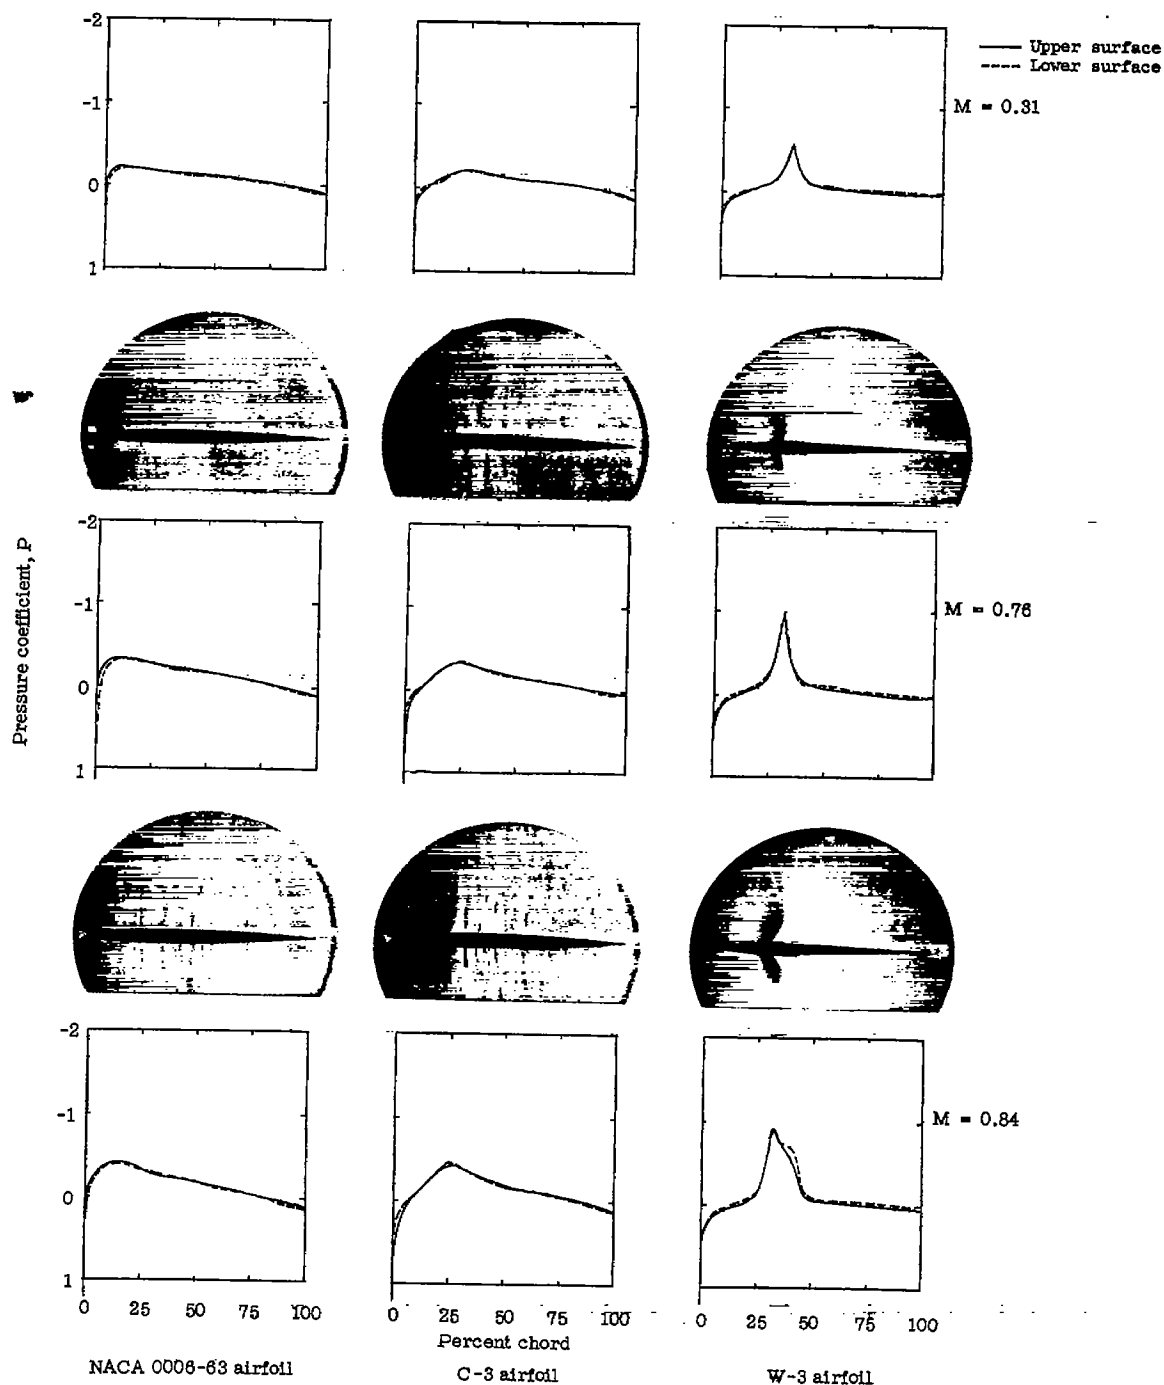 -2
-1
0
1
Upper surface
Lower surface
M = 0.31
Pressure coefficient, P
-2
-1
0
1
M = 0.76
-2
-1
0
1
M = 0.84
0 25 50 75 100
0 25 50 75 100
0 25 50 75 100
Percent chord
NACA 0006-63 airfoil
C-3 airfoil
W-3 airfoil